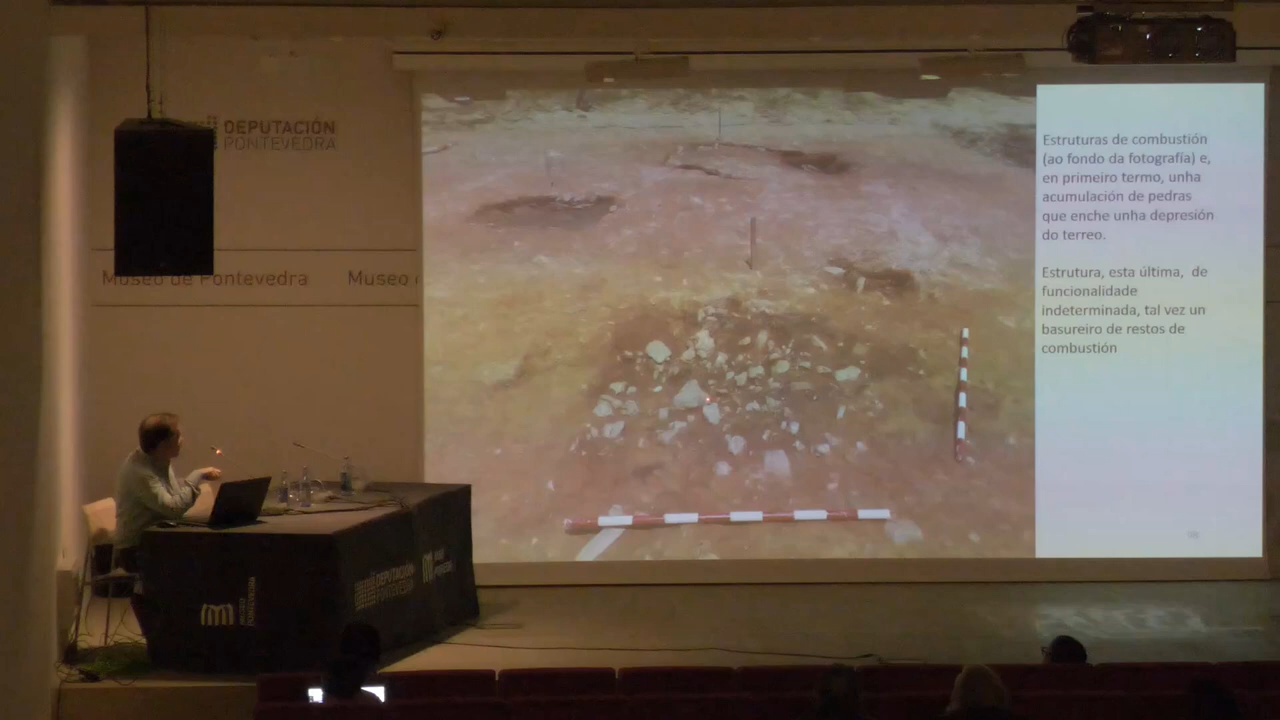 DEPUTACIÓN
PONTEVEDRA
Museo de Pontevedra
Museo
Estruturas de combustión
(ao fondo da fotografía) e,
en primeiro termo, unha
acumulación de pedras
que enche unha depresión
do terreo.
Estrutura, esta última, de
funcionalidade
indeterminada, tal vez un
basureiro de restos de
combustión
DEPUTACIÓN
PONTEVEDRA
MUSEO
PONTEVEDRA